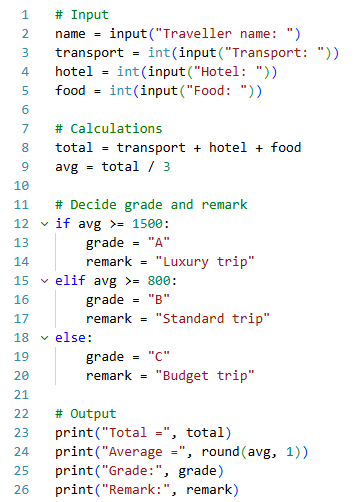 1 # Input
2 name = input("Traveller name: ")
3 transport = int(input("Transport: "))
4 hotel = int(input("Hotel: "))
5 food = int(input("Food: "))
6
7 # Calculations
8 total = transport + hotel + food
9 avg = total / 3
10
11 # Decide grade and remark
12 if avg >= 1500:
13     grade = "A"
14     remark = "Luxury trip"
15 elif avg >= 800:
16     grade = "B"
17     remark = "Standard trip"
18 else:
19     grade = "C"
20     remark = "Budget trip"
21
22 # Output
23 print("Total =", total)
24 print("Average =", round(avg, 1))
25 print("Grade:", grade)
26 print("Remark:", remark)